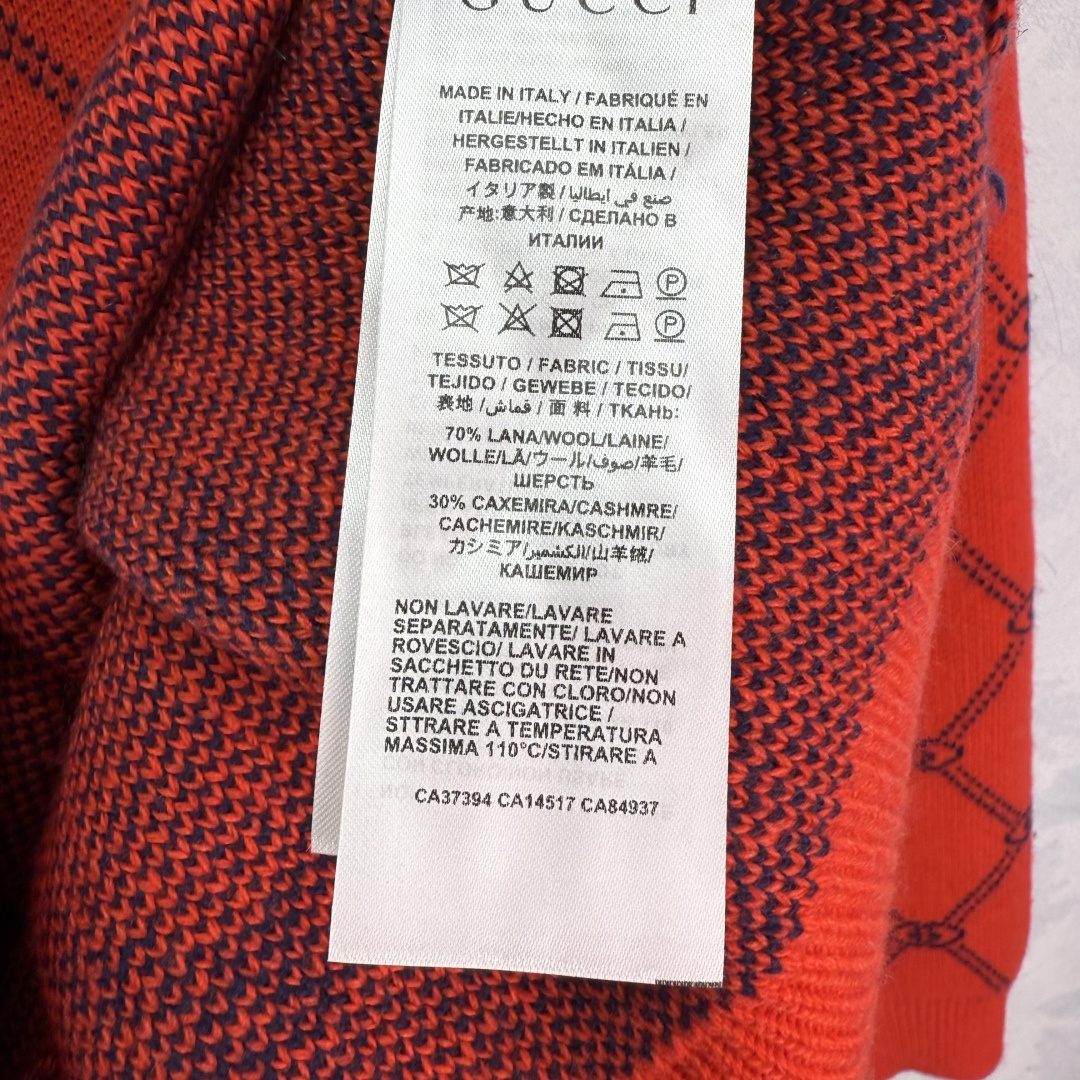 GUCCI
MADE IN ITALY / FABRIQUÉ EN
ITALIE/HECHO EN ITALIA /
HERGESTELLT IN ITALIEN /
FABRICADO EM ITÁLIA /
イタリア製 / صنع في ايطاليا
产地:意大利 / СДЕЛАНО В
ИТАЛИИ
P
P
TESSUTO / FABRIC / TISSU/
TEJIDO / GEWEBE / TECIDO/
表地 /قماش / 面 料 / ТКАНЬ:
70% LANA/WOOL/LAINE/
WOLLE/LÃ/ウール/صوف/羊毛/
ШЕРСТЬ
30% CAXEMIRA/CASHMRE/
CACHEMIRE/KASCHMIR/
カシミア/الكشمير/山羊绒/
КАШЕМИР
NON LAVARE/LAVARE
SEPARATAMENTE/ LAVARE A
ROVESCIO/ LAVARE IN
SACCHETTO DU RETE/NON
TRATTARE CON CLORO/NON
USARE ASCIGATRICE /
STTRARE A TEMPERATURA
MASSIMA 110°C/STIRARE A
CA37394 CA14517 CA84937